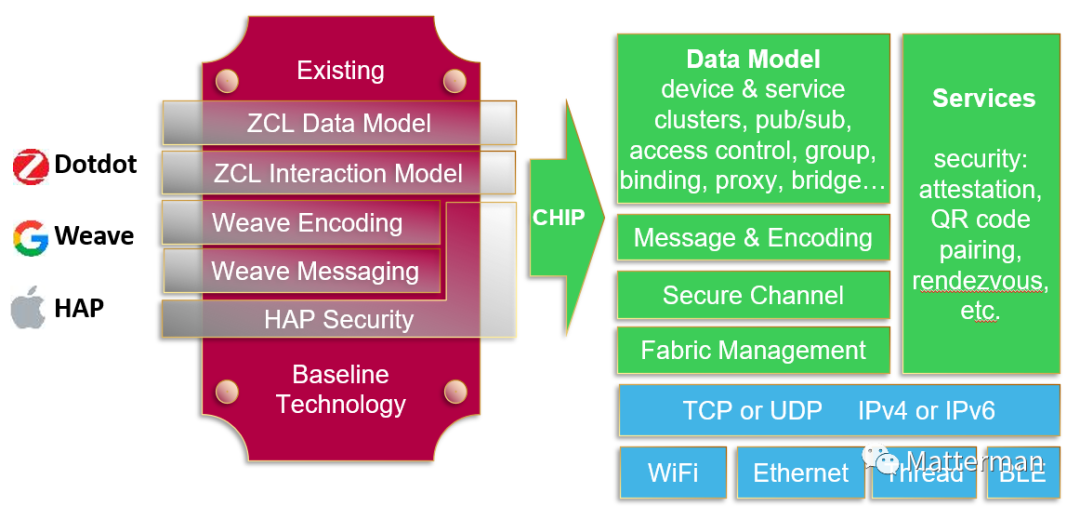 Existing
ZCL Data Model
ZCL Interaction Model
Weave Encoding
Weave Messaging
HAP Security
Baseline
Technology
Dotdot
Weave
HAP
CHIP
Data Model
device & service
clusters, pub/sub,
access control, group,
binding, proxy, bridge…
Message & Encoding
Secure Channel
Fabric Management
Services
security:
attestation,
QR code
pairing,
rendezvous,
etc.
TCP or UDP IPv4 or IPv6
WiFi
Ethernet
Thread
BLE
Matterman